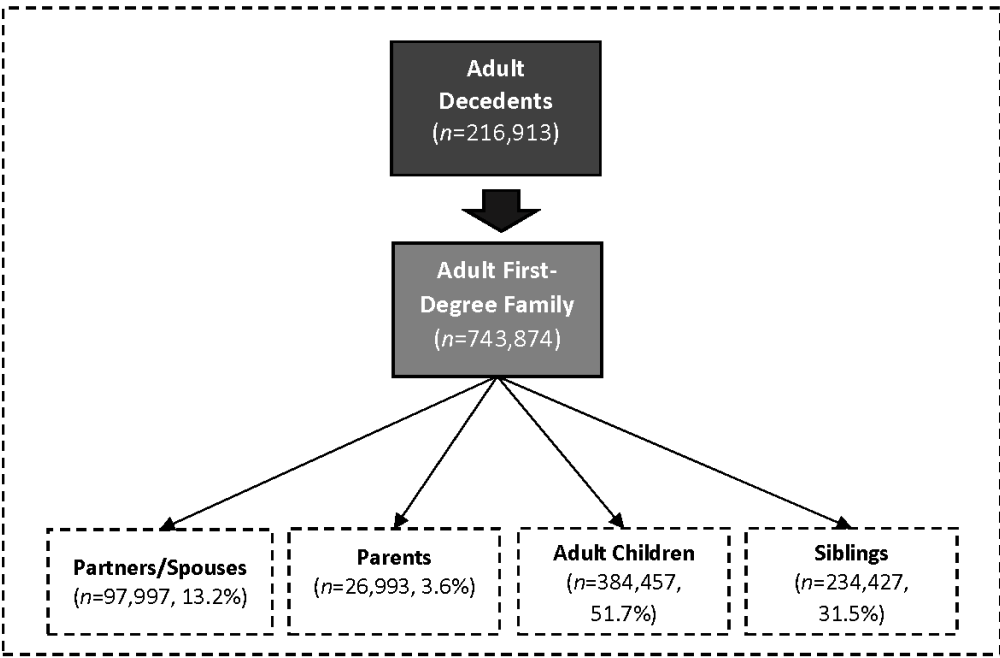 Adult
Decedents
(n=216,913)
Adult First-
Degree Family
(n=743,874)
Partners/Spouses
(n=97,997, 13.2%)
Parents
(n=26,993, 3.6%)
Adult Children
(n=384,457,
51.7%)
Siblings
(n=234,427,
31.5%)